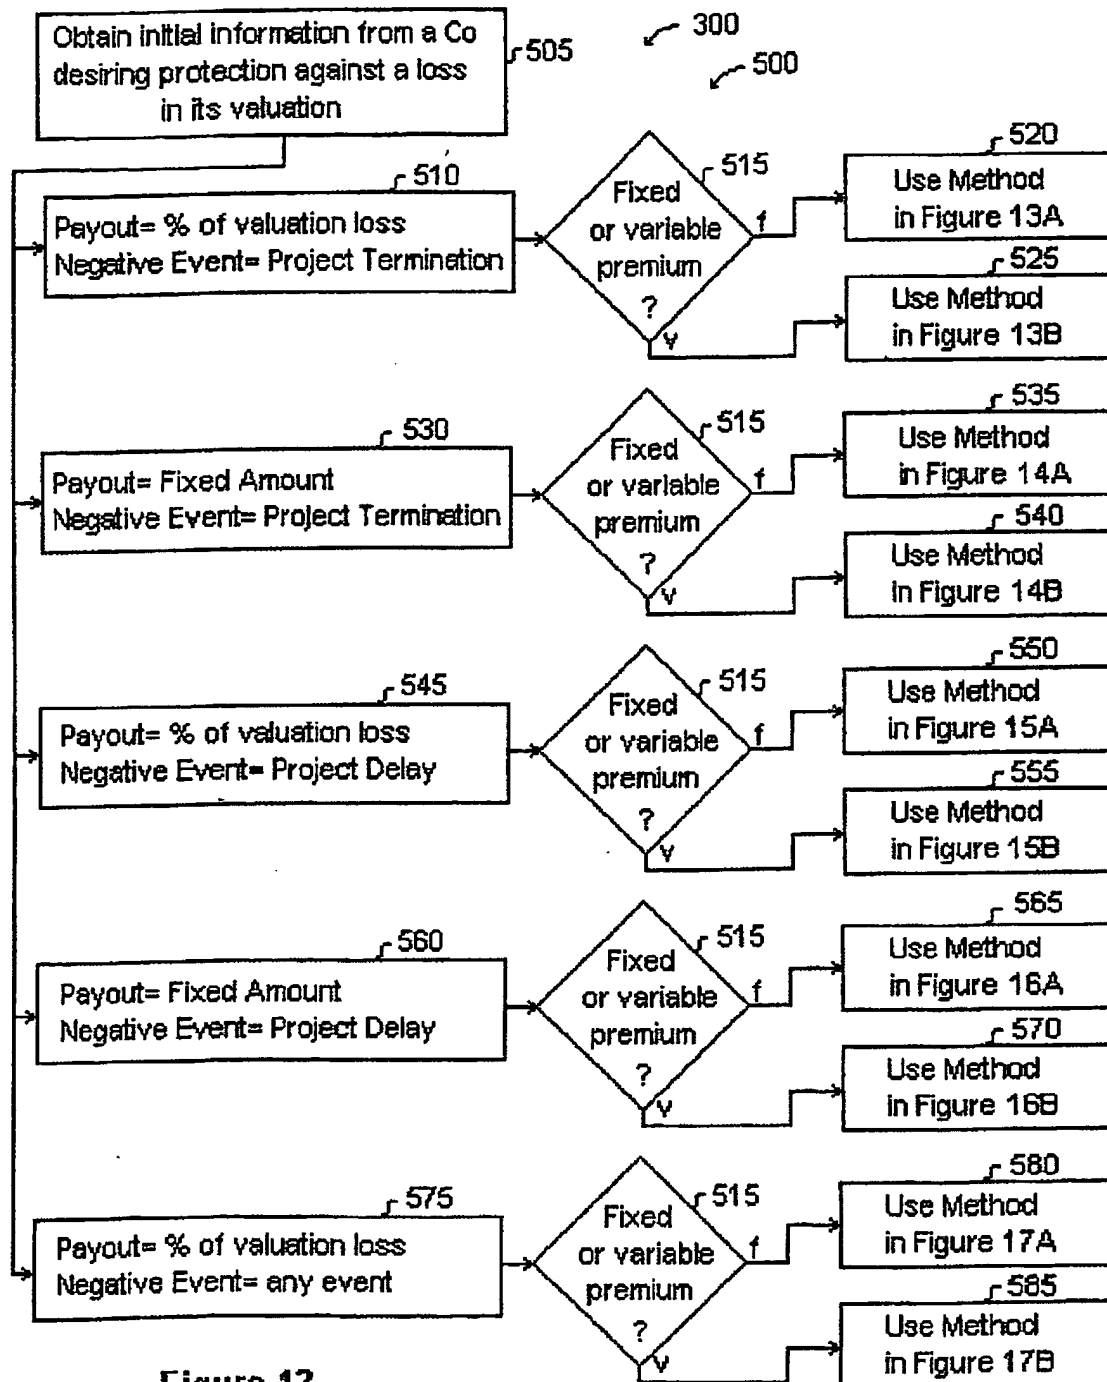 Obtain initial information from a Co
desiring protection against a loss
in its valuation
505
300
500
510
Payout= % of valuation loss
Negative Event= Project Termination
515
Fixed
or variable
premium
?
f
v
520
Use Method
in Figure 13A
525
Use Method
in Figure 13B
530
Payout= Fixed Amount
Negative Event= Project Termination
515
Fixed
or variable
premium
?
f
v
535
Use Method
in Figure 14A
540
Use Method
in Figure 14B
545
Payout= % of valuation loss
Negative Event= Project Delay
515
Fixed
or variable
premium
?
f
v
550
Use Method
in Figure 15A
555
Use Method
in Figure 15B
560
Payout= Fixed Amount
Negative Event= Project Delay
515
Fixed
or variable
premium
?
f
v
565
Use Method
in Figure 16A
570
Use Method
in Figure 16B
575
Payout= % of valuation loss
Negative Event= any event
515
Fixed
or variable
premium
?
f
v
580
Use Method
in Figure 17A
585
Use Method
in Figure 17B
Figure 12